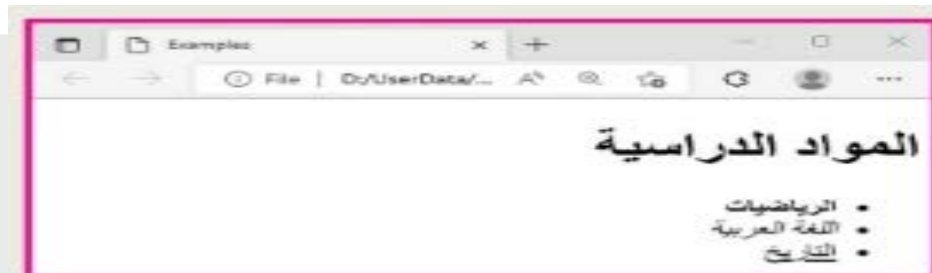 Examples
File | D:/UserData/...
المواد الدراسية
• الرياضيات
• اللغة العربية
• التاريخ